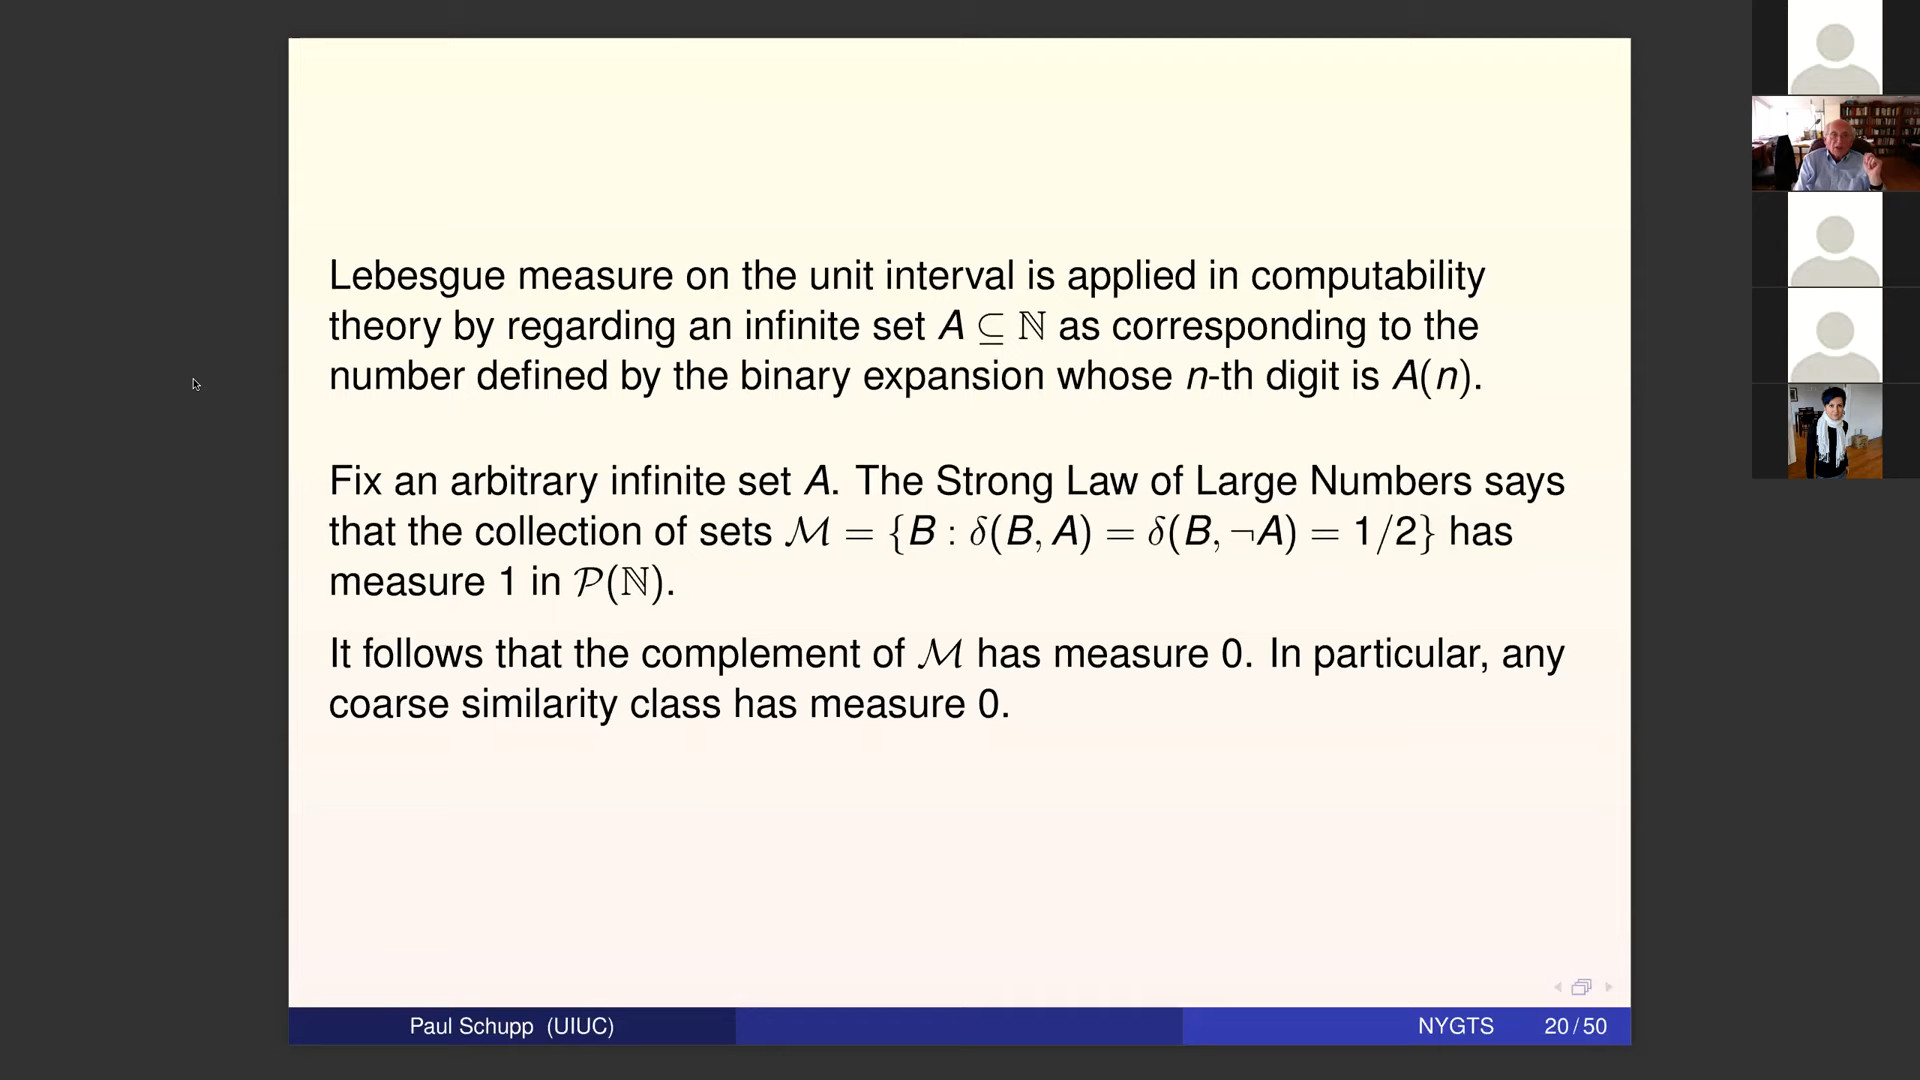 Lebesgue measure on the unit interval is applied in computability
theory by regarding an infinite set A ⊆ ℕ as corresponding to the
number defined by the binary expansion whose n-th digit is A(n).
Fix an arbitrary infinite set A. The Strong Law of Large Numbers says
that the collection of sets ℳ = {B : δ(B, A) = δ(B, ¬A) = 1/2} has
measure 1 in 𝒫(ℕ).
It follows that the complement of ℳ has measure 0. In particular, any
coarse similarity class has measure 0.
Paul Schupp (UIUC) NYGTS 20/50